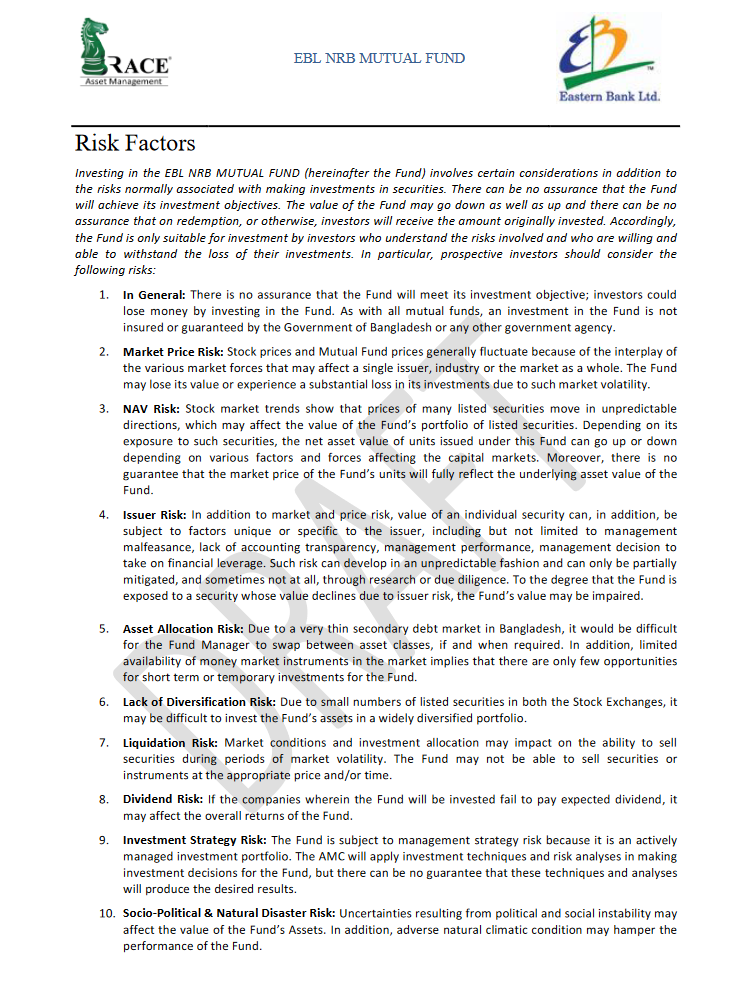 RACE
Asset Management
EBL NRB MUTUAL FUND
EB
TM
Eastern Bank Ltd.
Risk Factors
Investing in the EBL NRB MUTUAL FUND (hereinafter the Fund) involves certain considerations in addition to
the risks normally associated with making investments in securities. There can be no assurance that the Fund
will achieve its investment objectives. The value of the Fund may go down as well as up and there can be no
assurance that on redemption, or otherwise, investors will receive the amount originally invested. Accordingly,
the Fund is only suitable for investment by investors who understand the risks involved and who are willing and
able to withstand the loss of their investments. In particular, prospective investors should consider the
following risks:
1. In General: There is no assurance that the Fund will meet its investment objective; investors could
lose money by investing in the Fund. As with all mutual funds, an investment in the Fund is not
insured or guaranteed by the Government of Bangladesh or any other government agency.
2. Market Price Risk: Stock prices and Mutual Fund prices generally fluctuate because of the interplay of
the various market forces that may affect a single issuer, industry or the market as a whole. The Fund
may lose its value or experience a substantial loss in its investments due to such market volatility.
3. NAV Risk: Stock market trends show that prices of many listed securities move in unpredictable
directions, which may affect the value of the Fund's portfolio of listed securities. Depending on its
exposure to such securities, the net asset value of units issued under this Fund can go up or down
depending on various factors and forces affecting the capital markets. Moreover, there is no
guarantee that the market price of the Fund's units will fully reflect the underlying asset value of the
Fund.
4. Issuer Risk: In addition to market and price risk, value of an individual security can, in addition, be
subject to factors unique or specific to the issuer, including but not limited to management
malfeasance, lack of accounting transparency, management performance, management decision to
take on financial leverage. Such risk can develop in an unpredictable fashion and can only be partially
mitigated, and sometimes not at all, through research or due diligence. To the degree that the Fund is
exposed to a security whose value declines due to issuer risk, the Fund's value may be impaired.
5. Asset Allocation Risk: Due to a very thin secondary debt market in Bangladesh, it would be difficult
for the Fund Manager to swap between asset classes, if and when required. In addition, limited
availability of money market instruments in the market implies that there are only few opportunities
for short term or temporary investments for the Fund.
6. Lack of Diversification Risk: Due to small numbers of listed securities in both the Stock Exchanges, it
may be difficult to invest the Fund's assets in a widely diversified portfolio.
7. Liquidation Risk: Market conditions and investment allocation may impact on the ability to sell
securities during periods of market volatility. The Fund may not be able to sell securities or
instruments at the appropriate price and/or time.
8. Dividend Risk: If the companies wherein the Fund will be invested fail to pay expected dividend, it
may affect the overall returns of the Fund.
9. Investment Strategy Risk: The Fund is subject to management strategy risk because it is an actively
managed investment portfolio. The AMC will apply investment techniques and risk analyses in making
investment decisions for the Fund, but there can be no guarantee that these techniques and analyses
will produce the desired results.
10. Socio-Political & Natural Disaster Risk: Uncertainties resulting from political and social instability may
affect the value of the Fund's Assets. In addition, adverse natural climatic condition may hamper the
performance of the Fund.
DRAFT